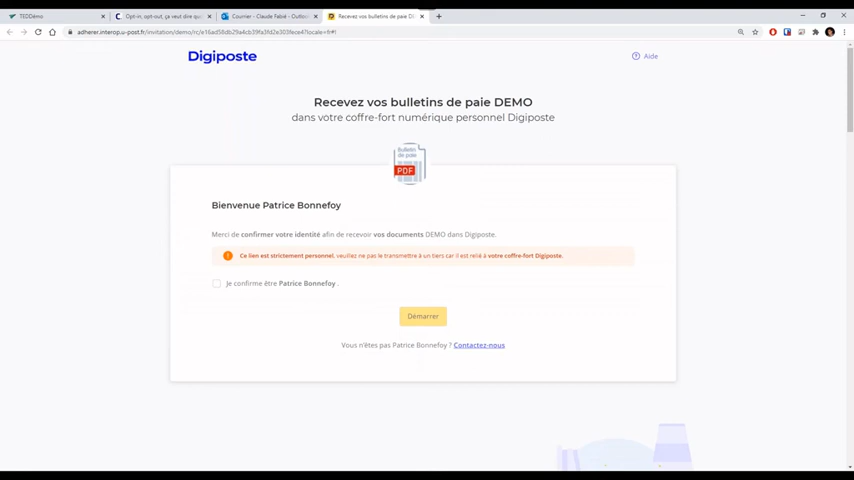 TEODémo
Opt-in, opt-out, ça veut dire que
Courrier - Claude Fabié - Outloo
Recevez vos bulletins de paie DE
adherer.interop.u-post.fr/invitation/demo/rc/e16ad58db29a4cb39fa3fd2e303fece4?locale=fr#!
Digiposte
Aide
Recevez vos bulletins de paie DEMO
dans votre coffre-fort numérique personnel Digiposte
Bulletin
de paie
PDF
Bienvenue Patrice Bonnefoy
Merci de confirmer votre identité afin de recevoir vos documents DEMO dans Digiposte.
Ce lien est strictement personnel, veuillez ne pas le transmettre à un tiers car il est relié à votre coffre-fort Digiposte.
Je confirme être Patrice Bonnefoy .
Démarrer
Vous n'êtes pas Patrice Bonnefoy ? Contactez-nous